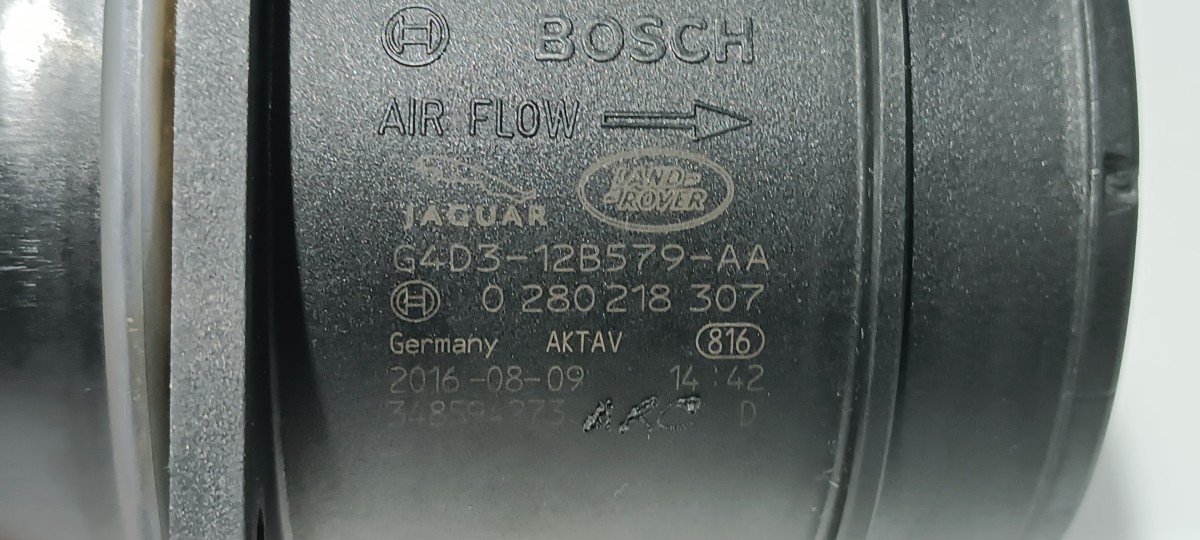 BOSCH
AIR FLOW
JAGUAR
LAND
ROVER
G4D3-12B579-AA
0 280 218 307
Germany AKTAV 816
2016-08-09 14:42
348594273 D